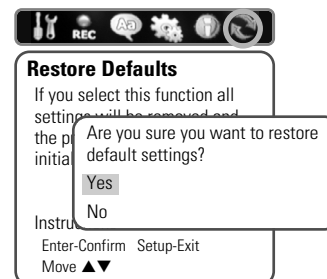 REC
Aa
Restore Defaults
If you select this function all
settings will be removed and
the p
initial
Are you sure you want to restore
default settings?
Yes
No
Instru
Enter-Confirm Setup-Exit
Move ▲▼